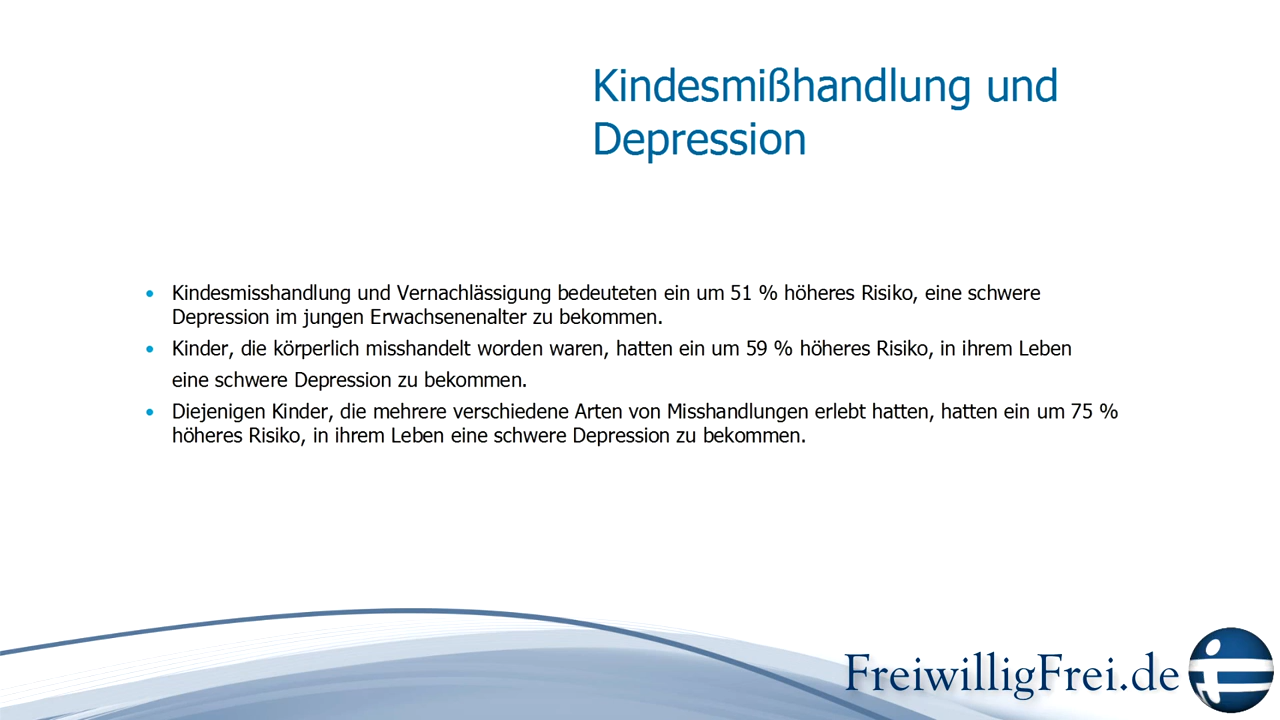 Kindesmißhandlung und
Depression
• Kindesmisshandlung und Vernachlässigung bedeuteten ein um 51 % höheres Risiko, eine schwere
Depression im jungen Erwachsenenalter zu bekommen.
• Kinder, die körperlich misshandelt worden waren, hatten ein um 59 % höheres Risiko, in ihrem Leben
eine schwere Depression zu bekommen.
• Diejenigen Kinder, die mehrere verschiedene Arten von Misshandlungen erlebt hatten, hatten ein um 75 %
höheres Risiko, in ihrem Leben eine schwere Depression zu bekommen.
FreiwilligFrei.de